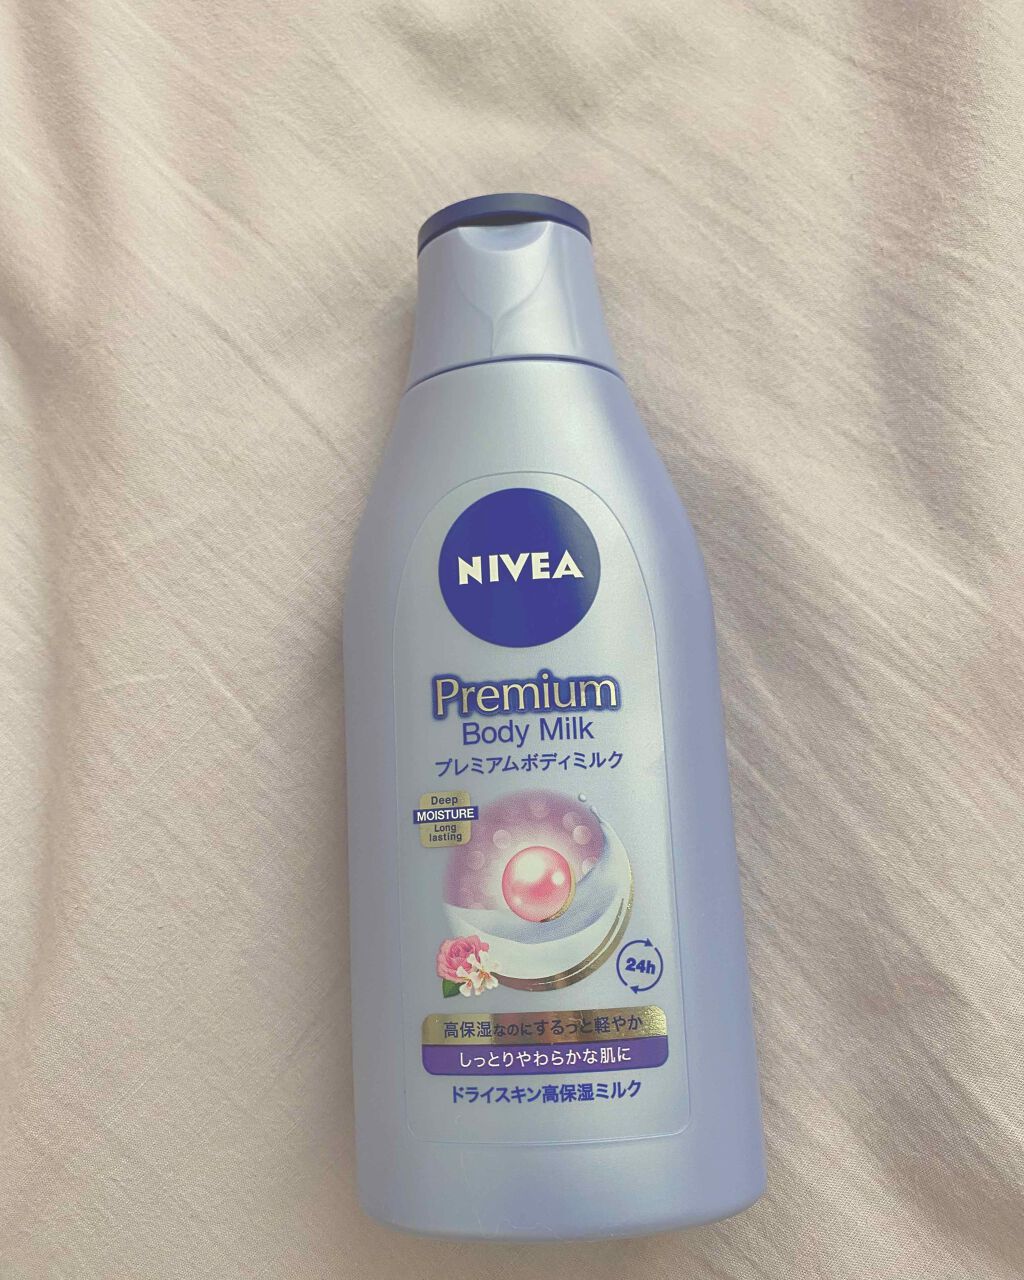 NIVEA
Premium
Body Milk
プレミアムボディミルク
Deep
MOISTURE
Long
lasting
24h
高保湿なのにするっと軽やか
しっとりやわらかな肌に
ドライスキン高保湿ミルク